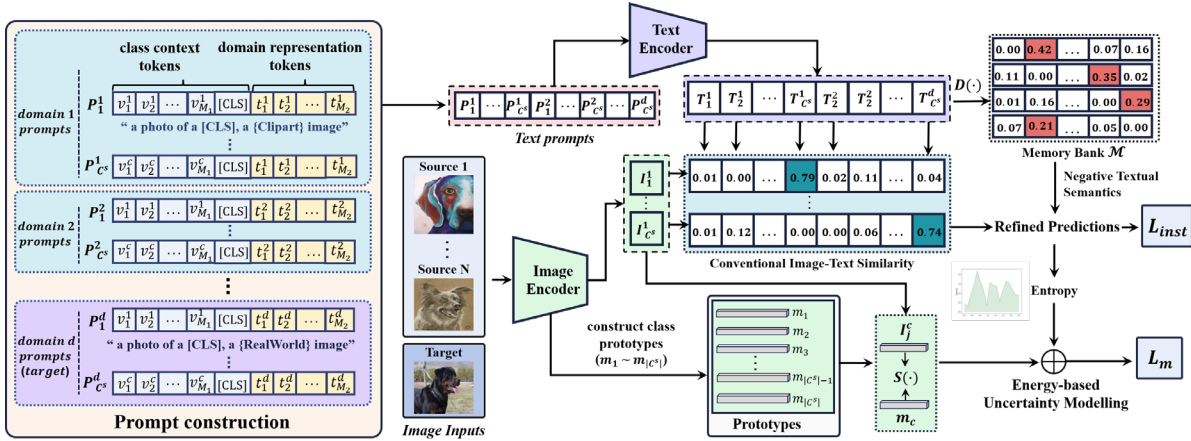 class context tokens
domain representation tokens
domain 1 prompts
P_1^1 v_1^1 v_2^1 ... v_{M_1}^1 [CLS] t_1^1 t_2^1 ... t_{M_2}^1
“ a photo of a [CLS], a {Clipart} image”
P_{C^s}^1 v_1^c v_2^c ... v_{M_1}^c [CLS] t_1^1 t_2^1 ... t_{M_2}^1
domain 2 prompts
P_1^2 v_1^1 v_2^1 ... v_{M_1}^1 [CLS] t_1^2 t_2^2 ... t_{M_2}^2
P_{C^s}^2 v_1^c v_2^c ... v_{M_1}^c [CLS] t_1^2 t_2^2 ... t_{M_2}^2
domain d prompts (target)
P_1^d v_1^1 v_2^1 ... v_{M_1}^1 [CLS] t_1^d t_2^d ... t_{M_2}^d
“ a photo of a [CLS], a {RealWorld} image”
P_{C^s}^d v_1^c v_2^c ... v_{M_1}^c [CLS] t_1^d t_2^d ... t_{M_2}^d
Prompt construction
Text Encoder
P_1^1 ... P_{C^s}^1 P_1^2 ... P_{C^s}^2 ... P_{C^s}^d
Text prompts
T_1^1 T_2^1 ... T_{C^s}^1 T_2^2 T_2^2 ... T_{C^s}^d
D(·)
0.00 0.42 ... 0.07 0.16
0.11 0.00 ... 0.35 0.02
0.01 0.16 ... 0.00 0.29
0.07 0.21 ... 0.05 0.00
Memory Bank M
Negative Textual Semantics
Source 1
Source N
Target
Image Inputs
Image Encoder
I_1^1
I_{C^s}^1
0.01 0.00 ... 0.79 0.02 0.11 ... 0.04
0.01 0.12 ... 0.00 0.00 0.06 ... 0.74
Conventional Image-Text Similarity
Refined Predictions
L_{inst}
Entropy
construct class prototypes
(m_1 ~ m_{|C^s|})
m_1
m_2
m_3
m_{|C^s|-1}
m_{|C^s|}
Prototypes
I_j^c
S(·)
m_c
Energy-based Uncertainty Modelling
L_m